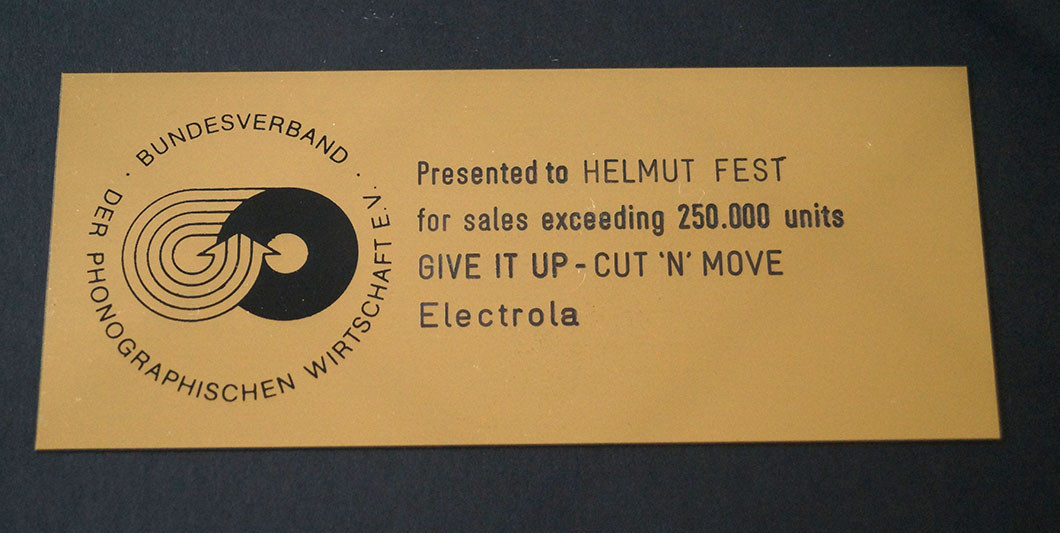 · BUNDESVERBAND ·
DER PHONOGRAPHISCHEN WIRTSCHAFT E.V.
Presented to HELMUT FEST
for sales exceeding 250.000 units
GIVE IT UP - CUT 'N' MOVE
Electrola